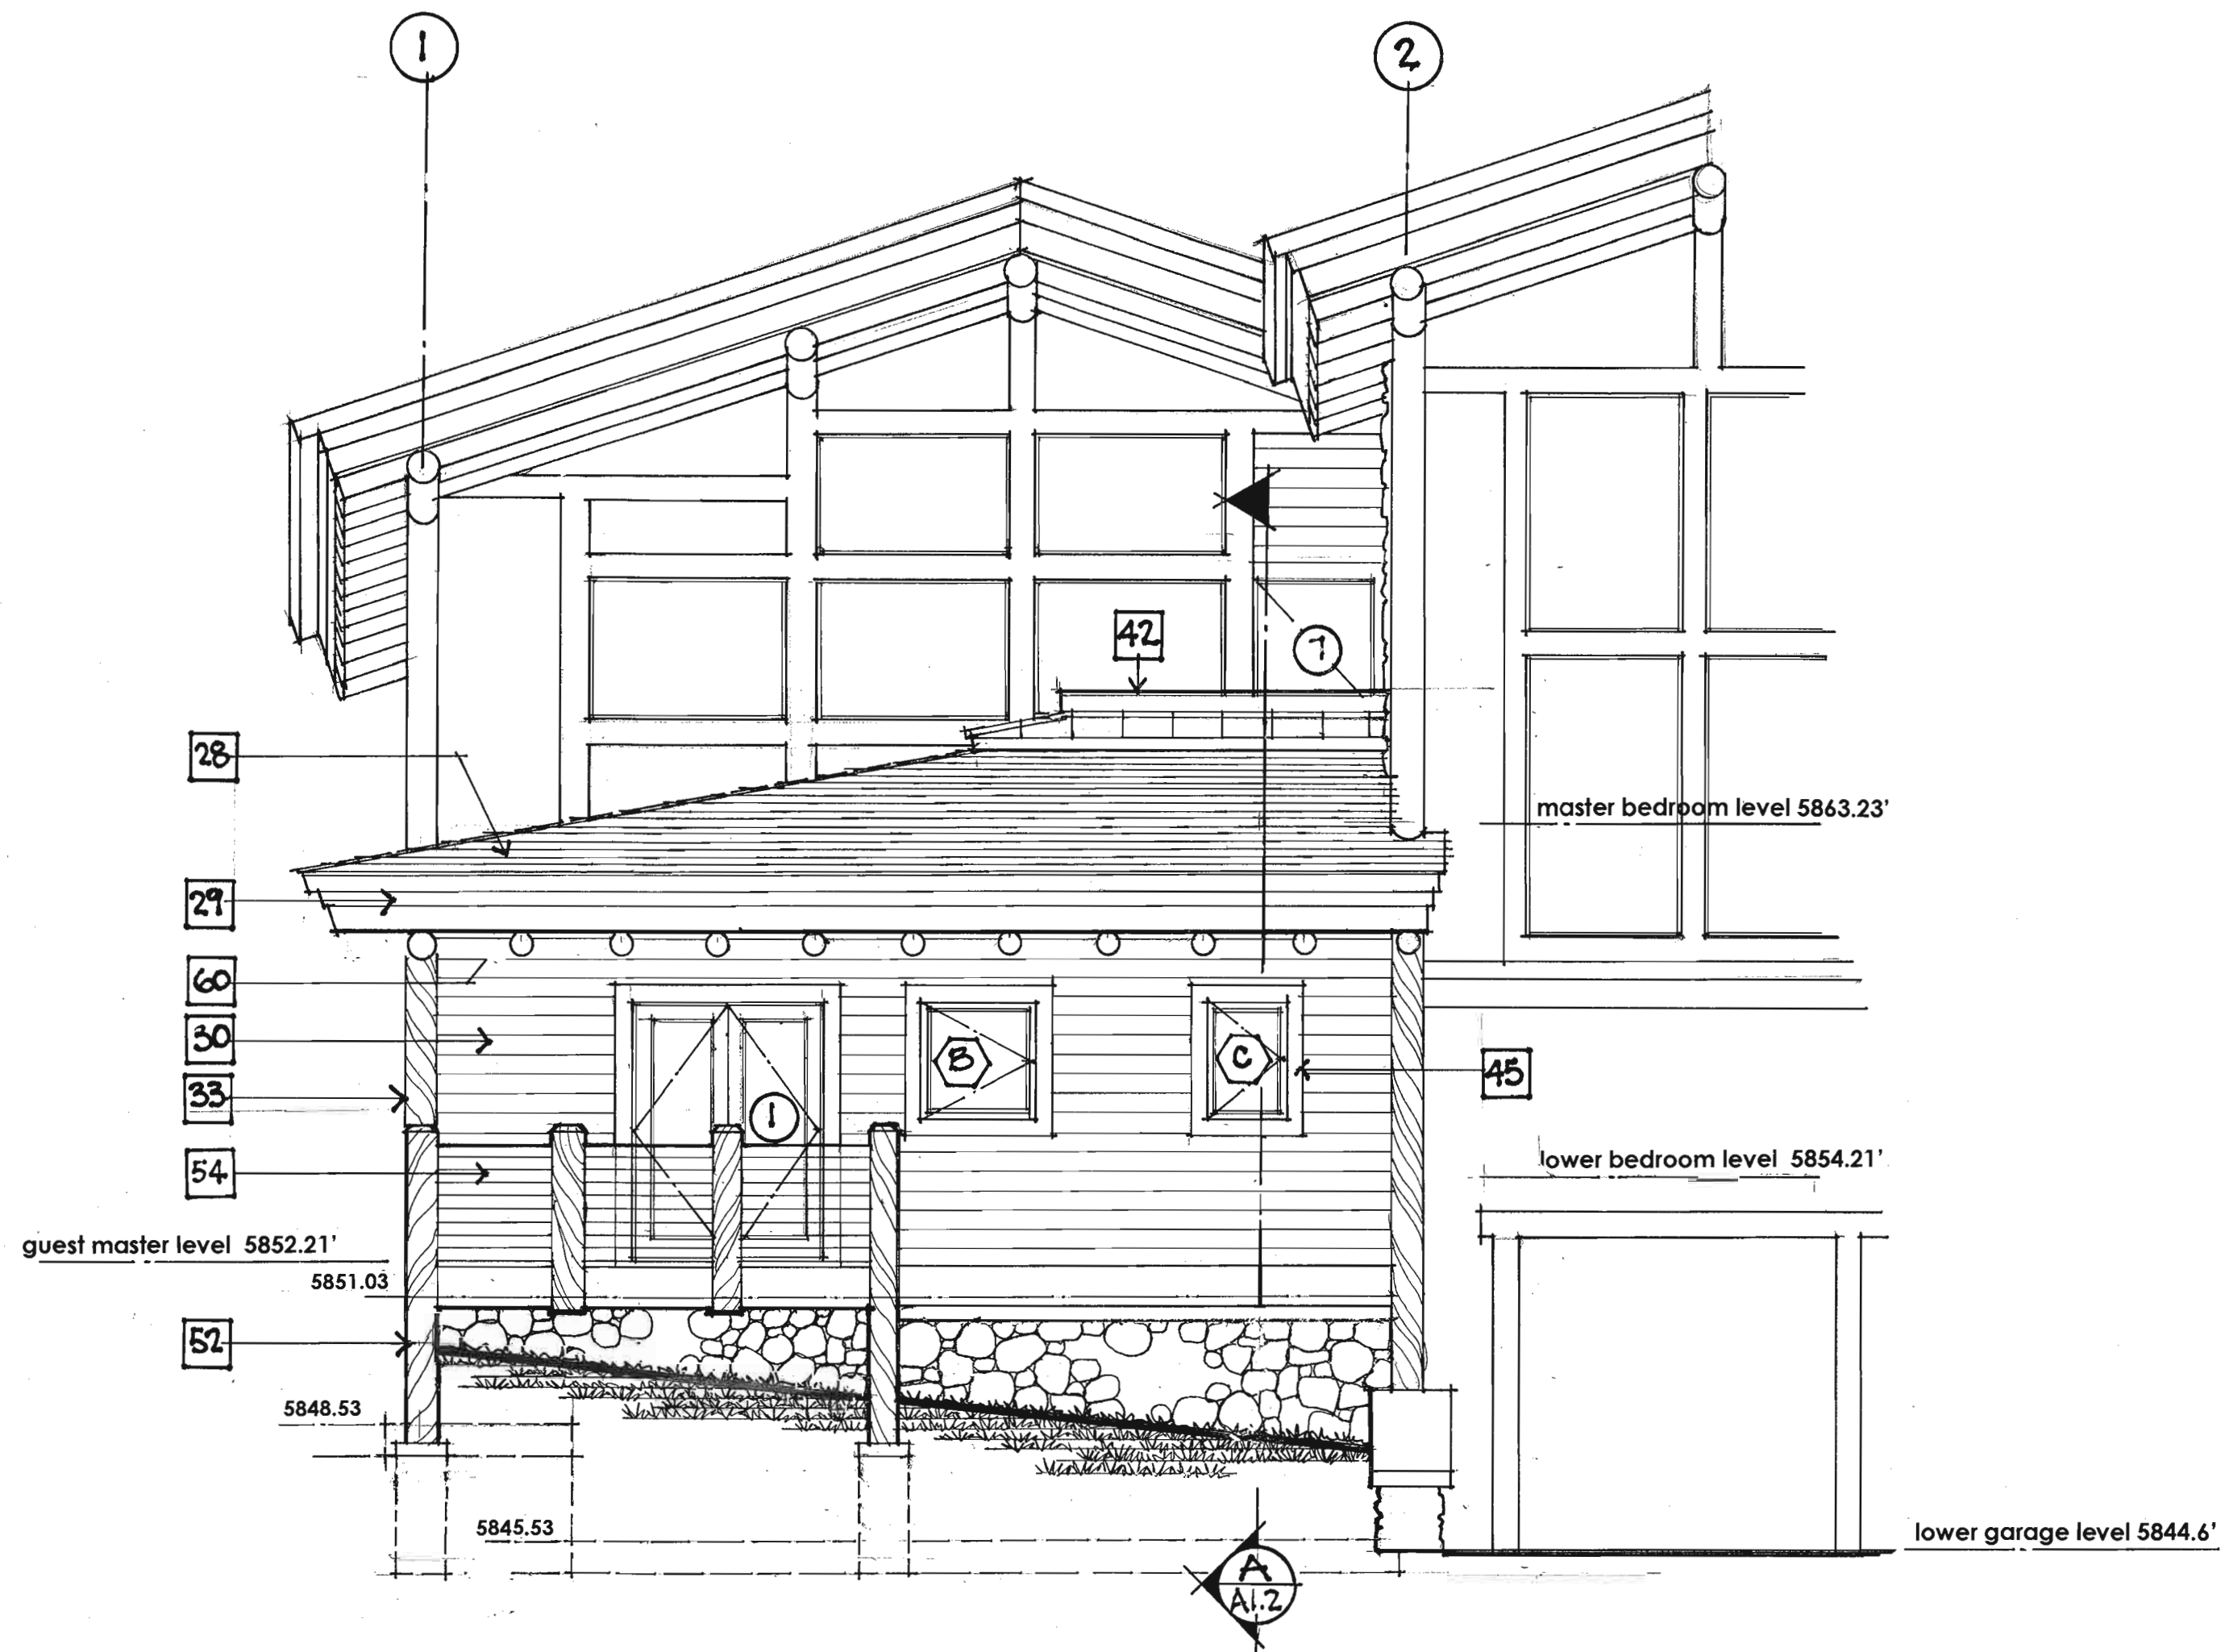 1
2
42
7
28
master bedroom level 5863.23'
29
60
30
B
C
33
45
1
54
lower bedroom level 5854.21'
guest master level 5852.21'
5851.03
52
5848.53
5845.53
lower garage level 5844.6'
A
A1.2